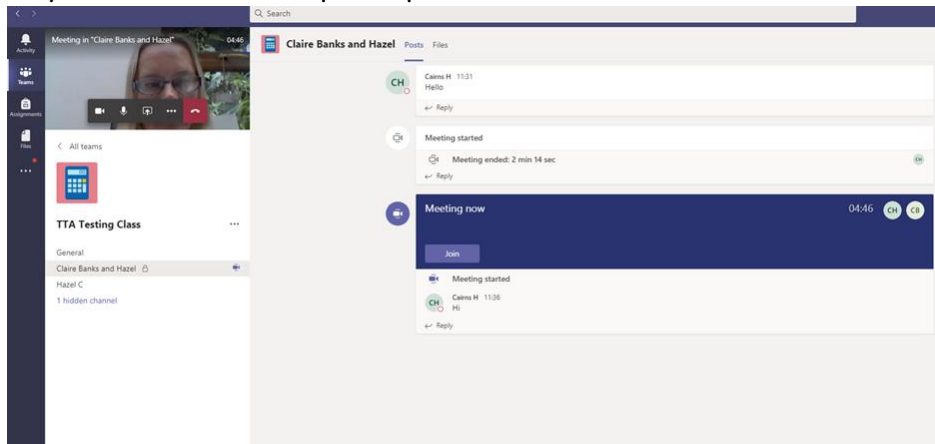 Search
Activity
Meeting in "Claire Banks and Hazel" 04:46
Claire Banks and Hazel Posts Files
Teams
Assignments
Files
Cairns H 11:31
Hello
Reply
Meeting started
Meeting ended: 2 min 14 sec
CH
Reply
Meeting now 04:46 CH CB
Join
Meeting started
Cairns H 11:36
Hi
Reply
CH
CH
All teams
TTA Testing Class
General
Claire Banks and Hazel
Hazel C
1 hidden channel